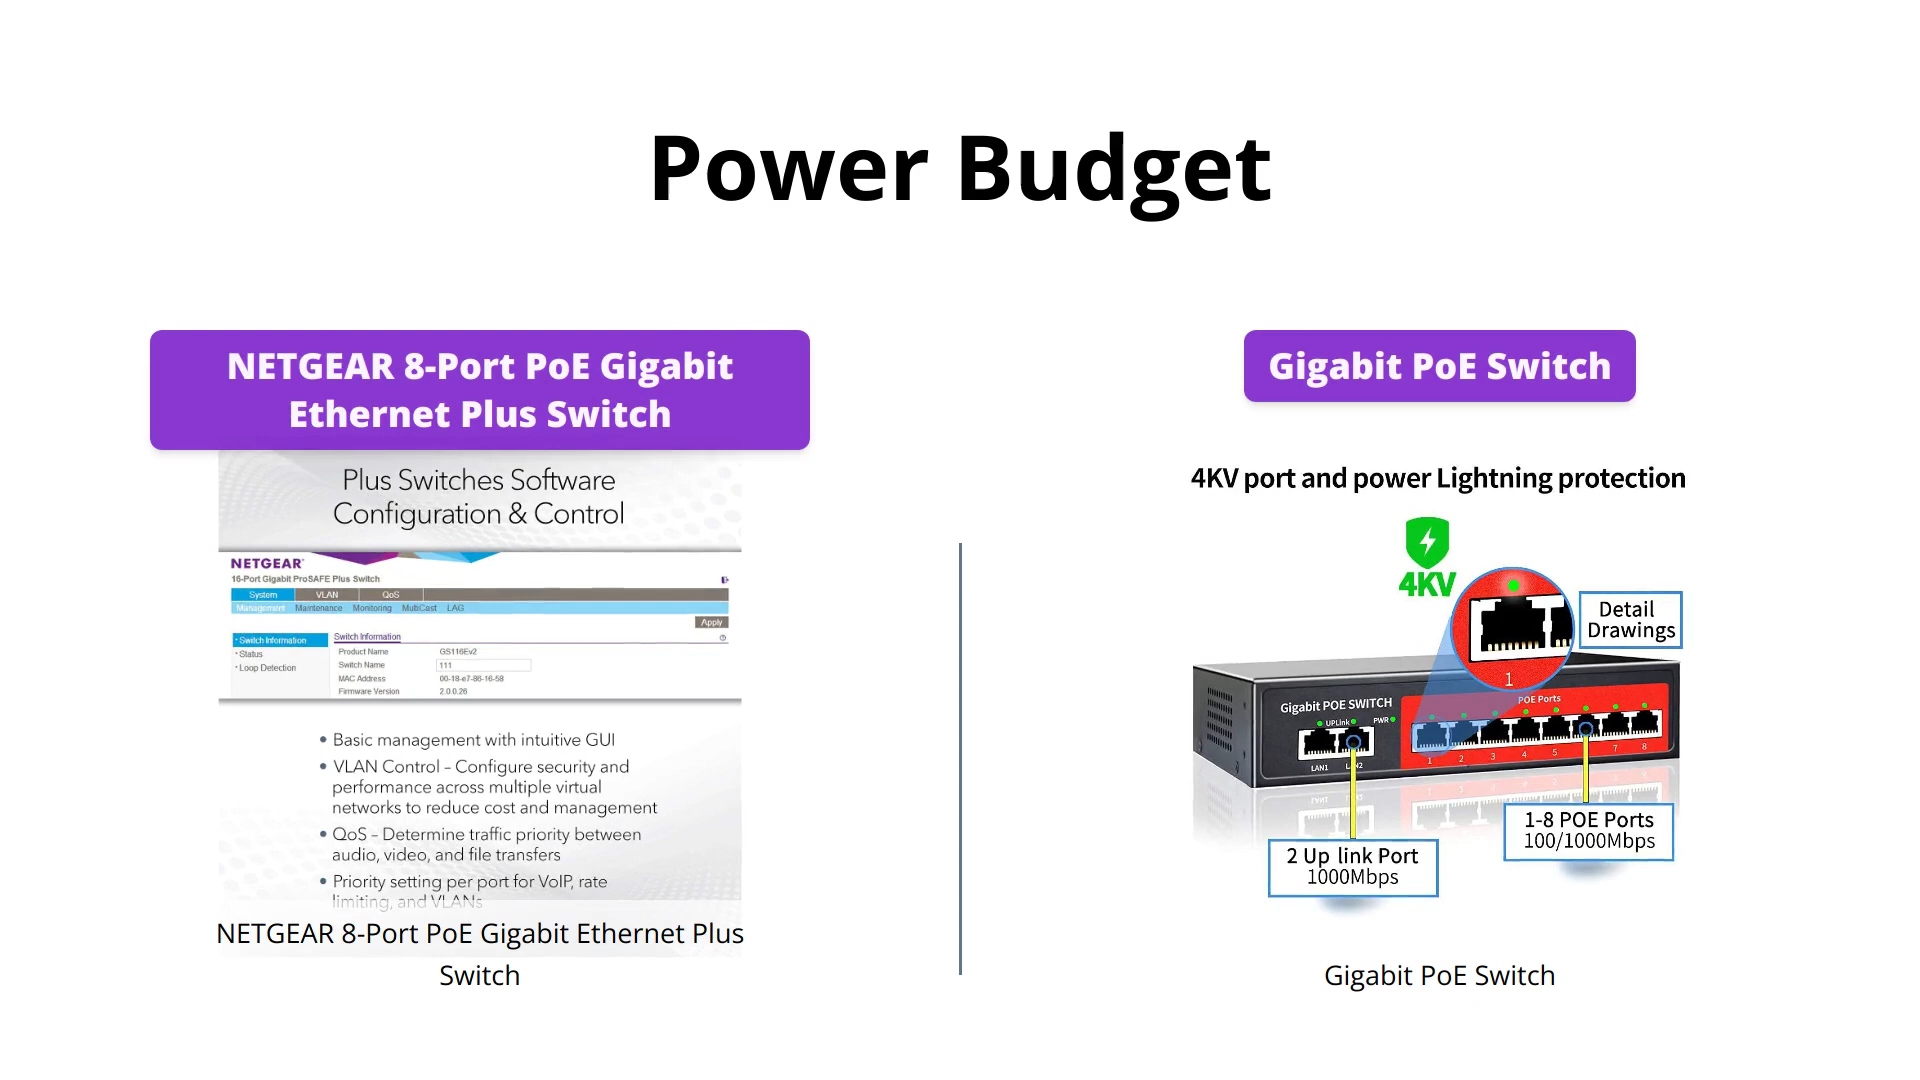 Power Budget
NETGEAR 8-Port PoE Gigabit
Ethernet Plus Switch
Plus Switches Software
Configuration & Control
NETGEAR
16-Port Gigabit ProSAFE Plus Switch
System VLAN QoS
Management Maintenance Monitoring MultiCast LAG
Apply
Switch Information
Status
Loop Detection
Switch Information
Product Name GS116Ev2
Switch Name 111
MAC Address 00-18-e7-86-16-58
Firmware Version 2.0.0.26
• Basic management with intuitive GUI
• VLAN Control – Configure security and
performance across multiple virtual
networks to reduce cost and management
• QoS – Determine traffic priority between
audio, video, and file transfers
• Priority setting per port for VoIP, rate
limiting, and VLANs
NETGEAR 8-Port PoE Gigabit Ethernet Plus
Switch
Gigabit PoE Switch
4KV port and power Lightning protection
4KV
Detail
Drawings
1
Gigabit POE SWITCH
UPLink PWR
LAN1
POE Ports
1 2 3 4 5 7 8
2 Up link Port
1000Mbps
1-8 POE Ports
100/1000Mbps
Gigabit PoE Switch